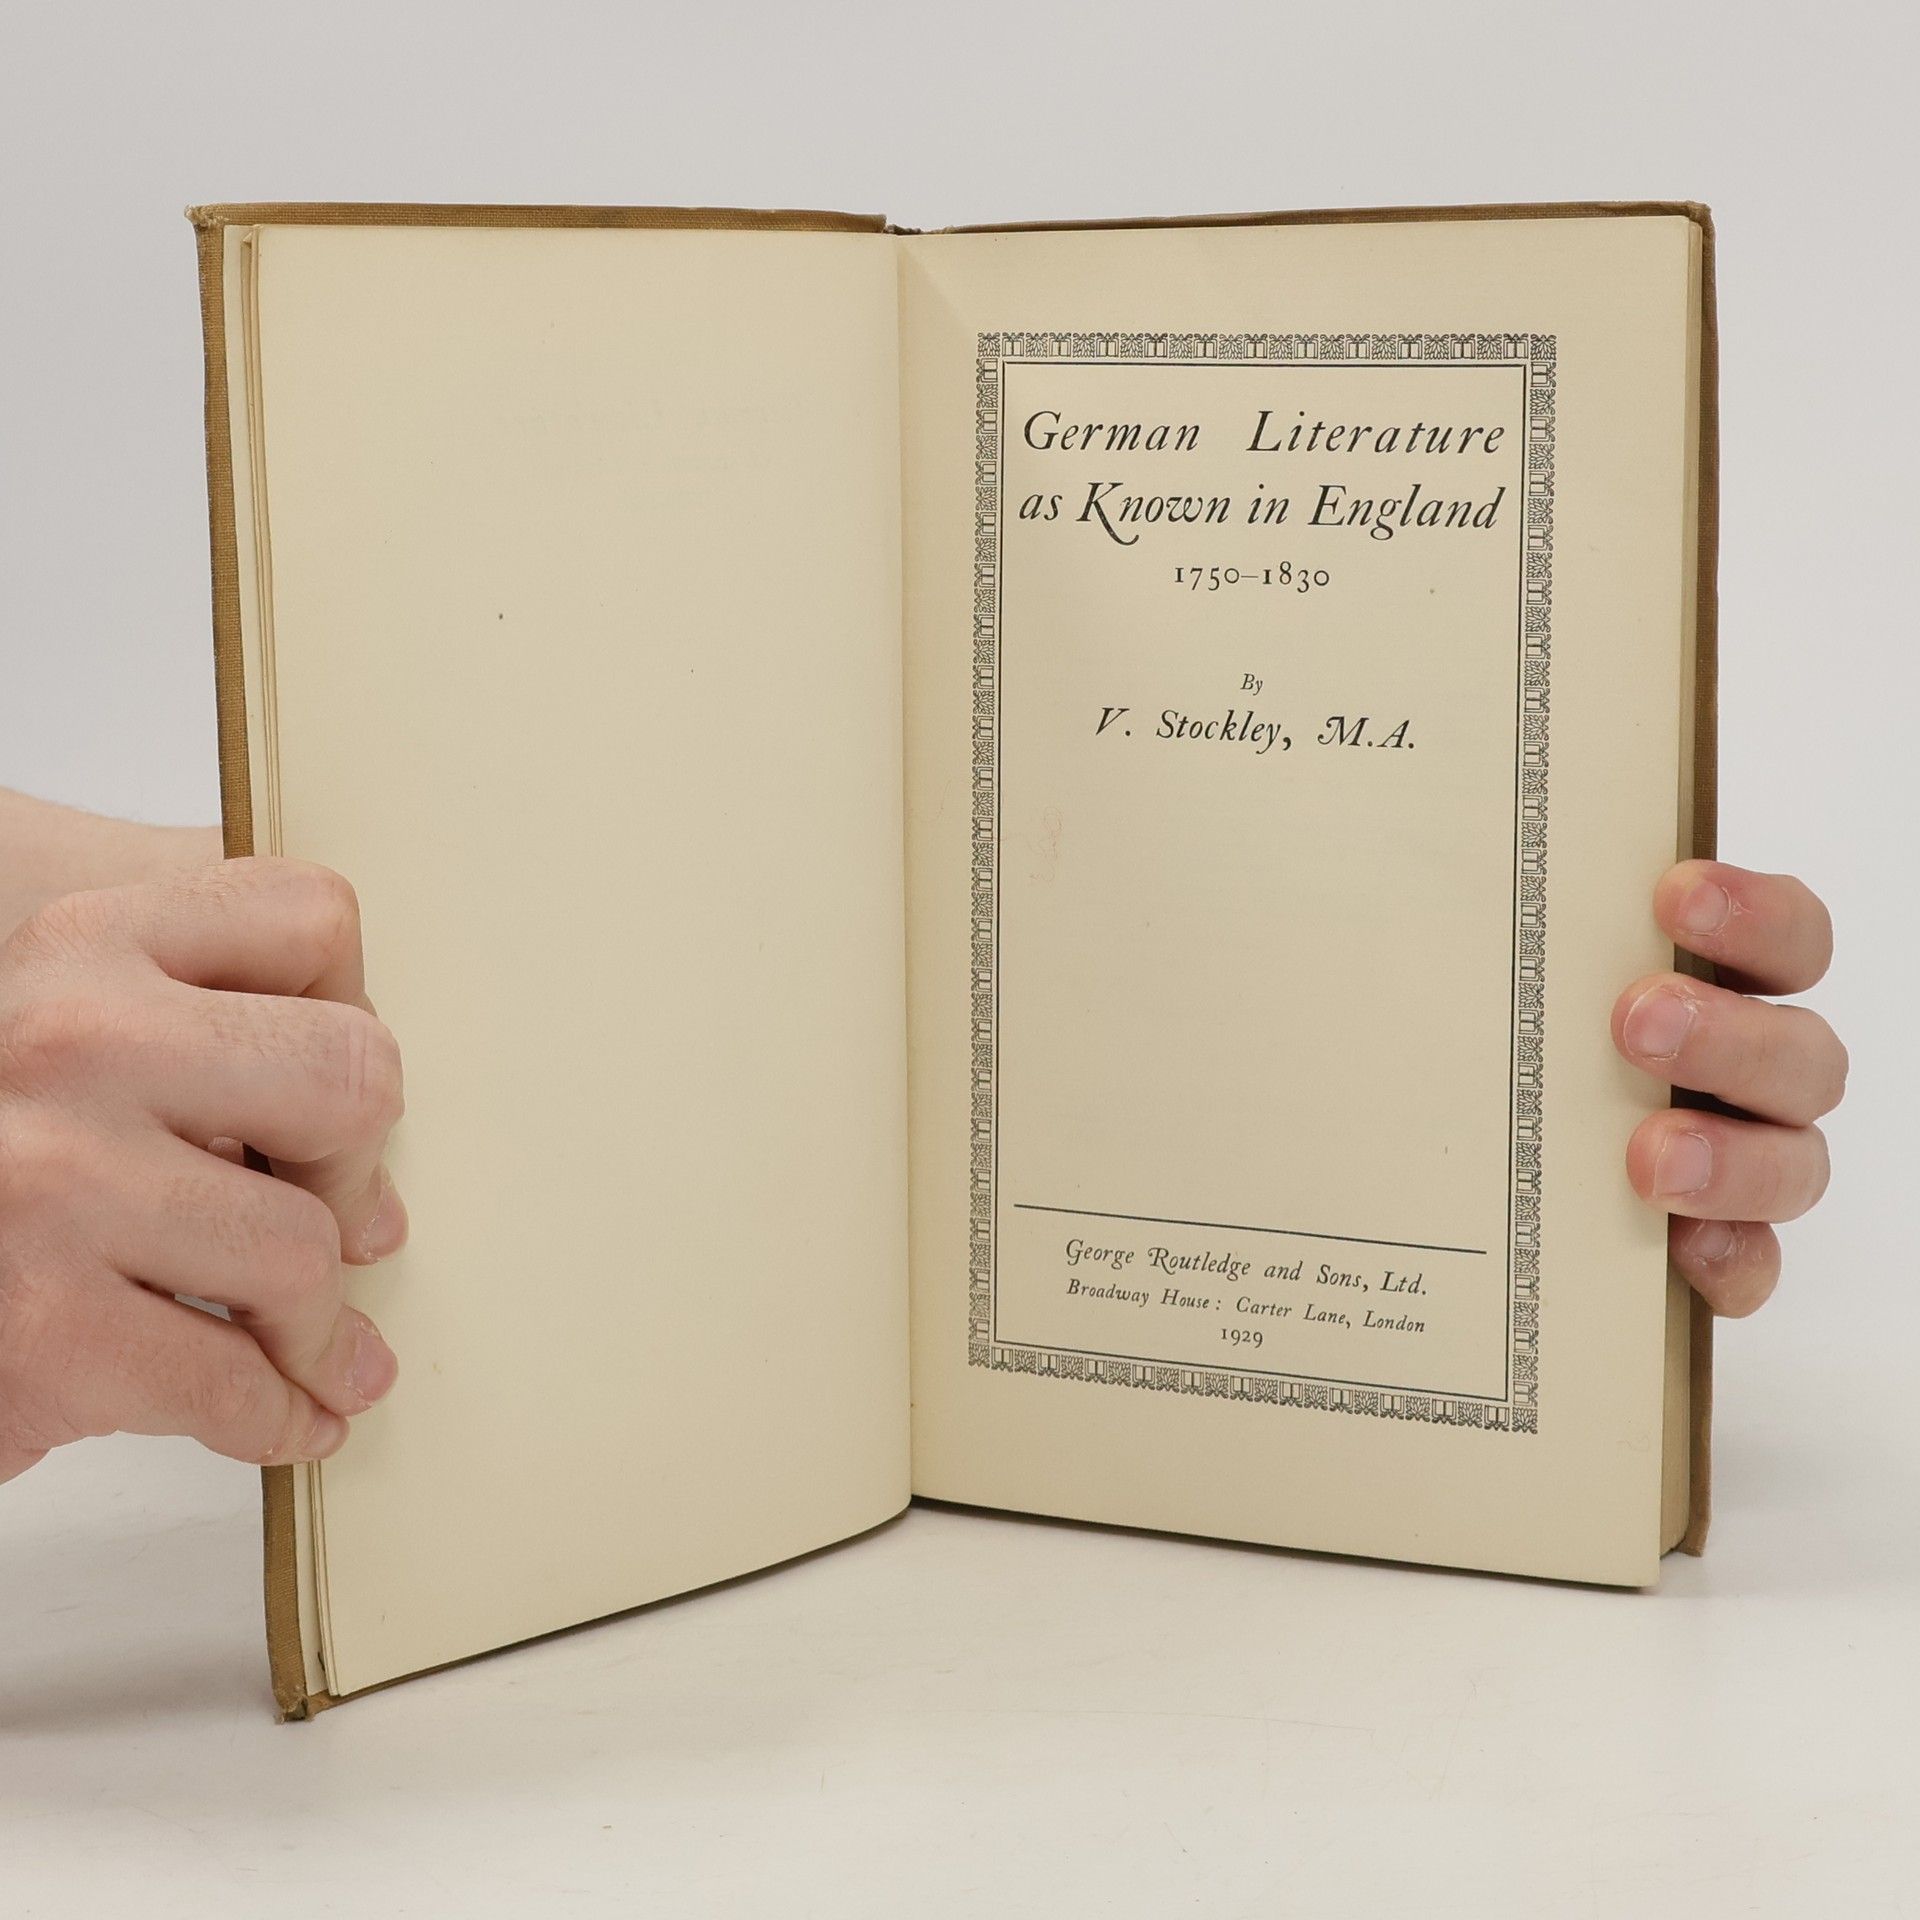 German Literature
as Known in England
1750–1830
By
V. Stockley, M.A.
George Routledge and Sons, Ltd.
Broadway House: Carter Lane, London
1929